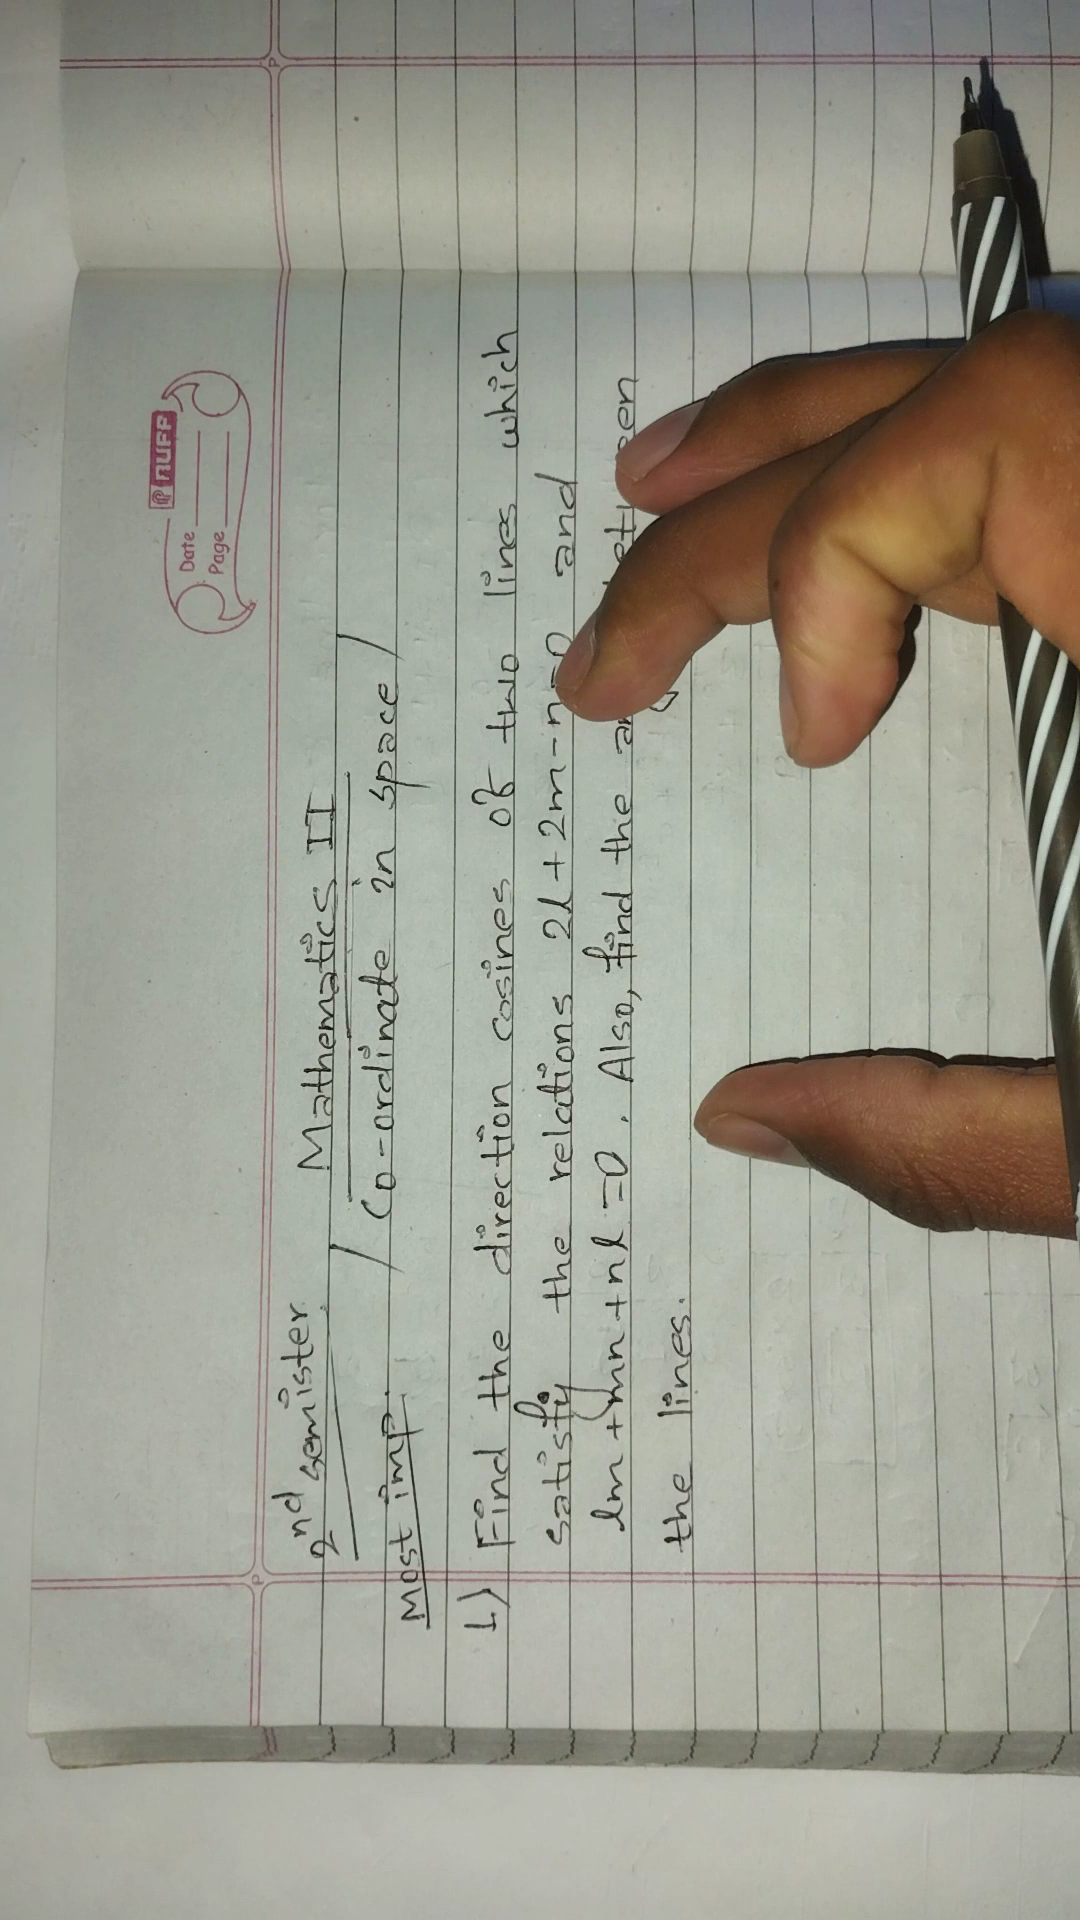 nuff
Date
Page
2nd semister Mathematics II
Most imp. / Co-ordinate in space /
1) Find the direction cosines of two lines which
satisfy the relations 2l + 2m - n = 0 and
lm + mn + nl = 0. Also, find the
the lines.